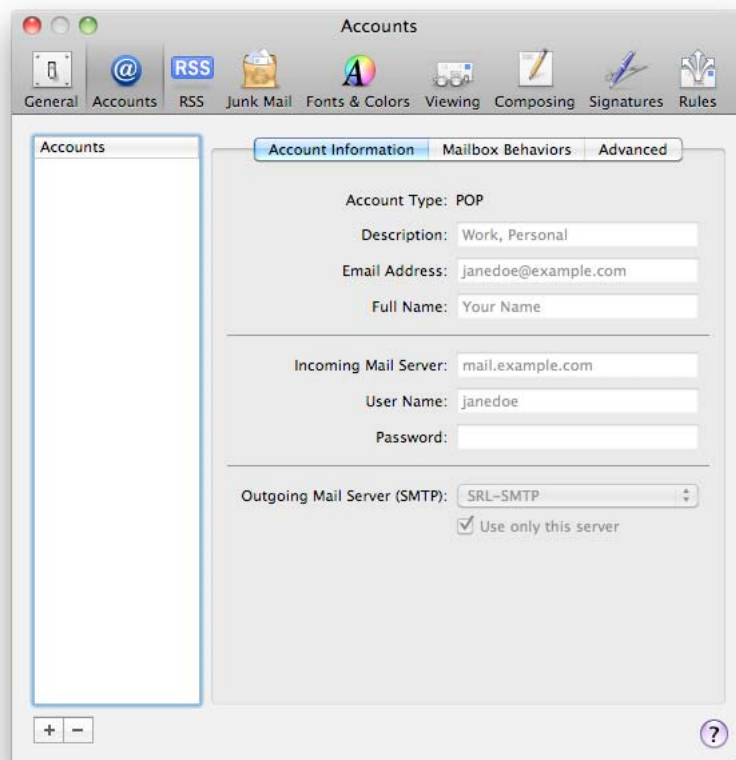 Accounts
@
RSS
A
General Accounts RSS Junk Mail Fonts & Colors Viewing Composing Signatures Rules
Accounts
Account Information Mailbox Behaviors Advanced
Account Type: POP
Description: Work, Personal
Email Address: janedoe@example.com
Full Name: Your Name
Incoming Mail Server: mail.example.com
User Name: janedoe
Password:
Outgoing Mail Server (SMTP): SRL-SMTP
Use only this server
+ −
?